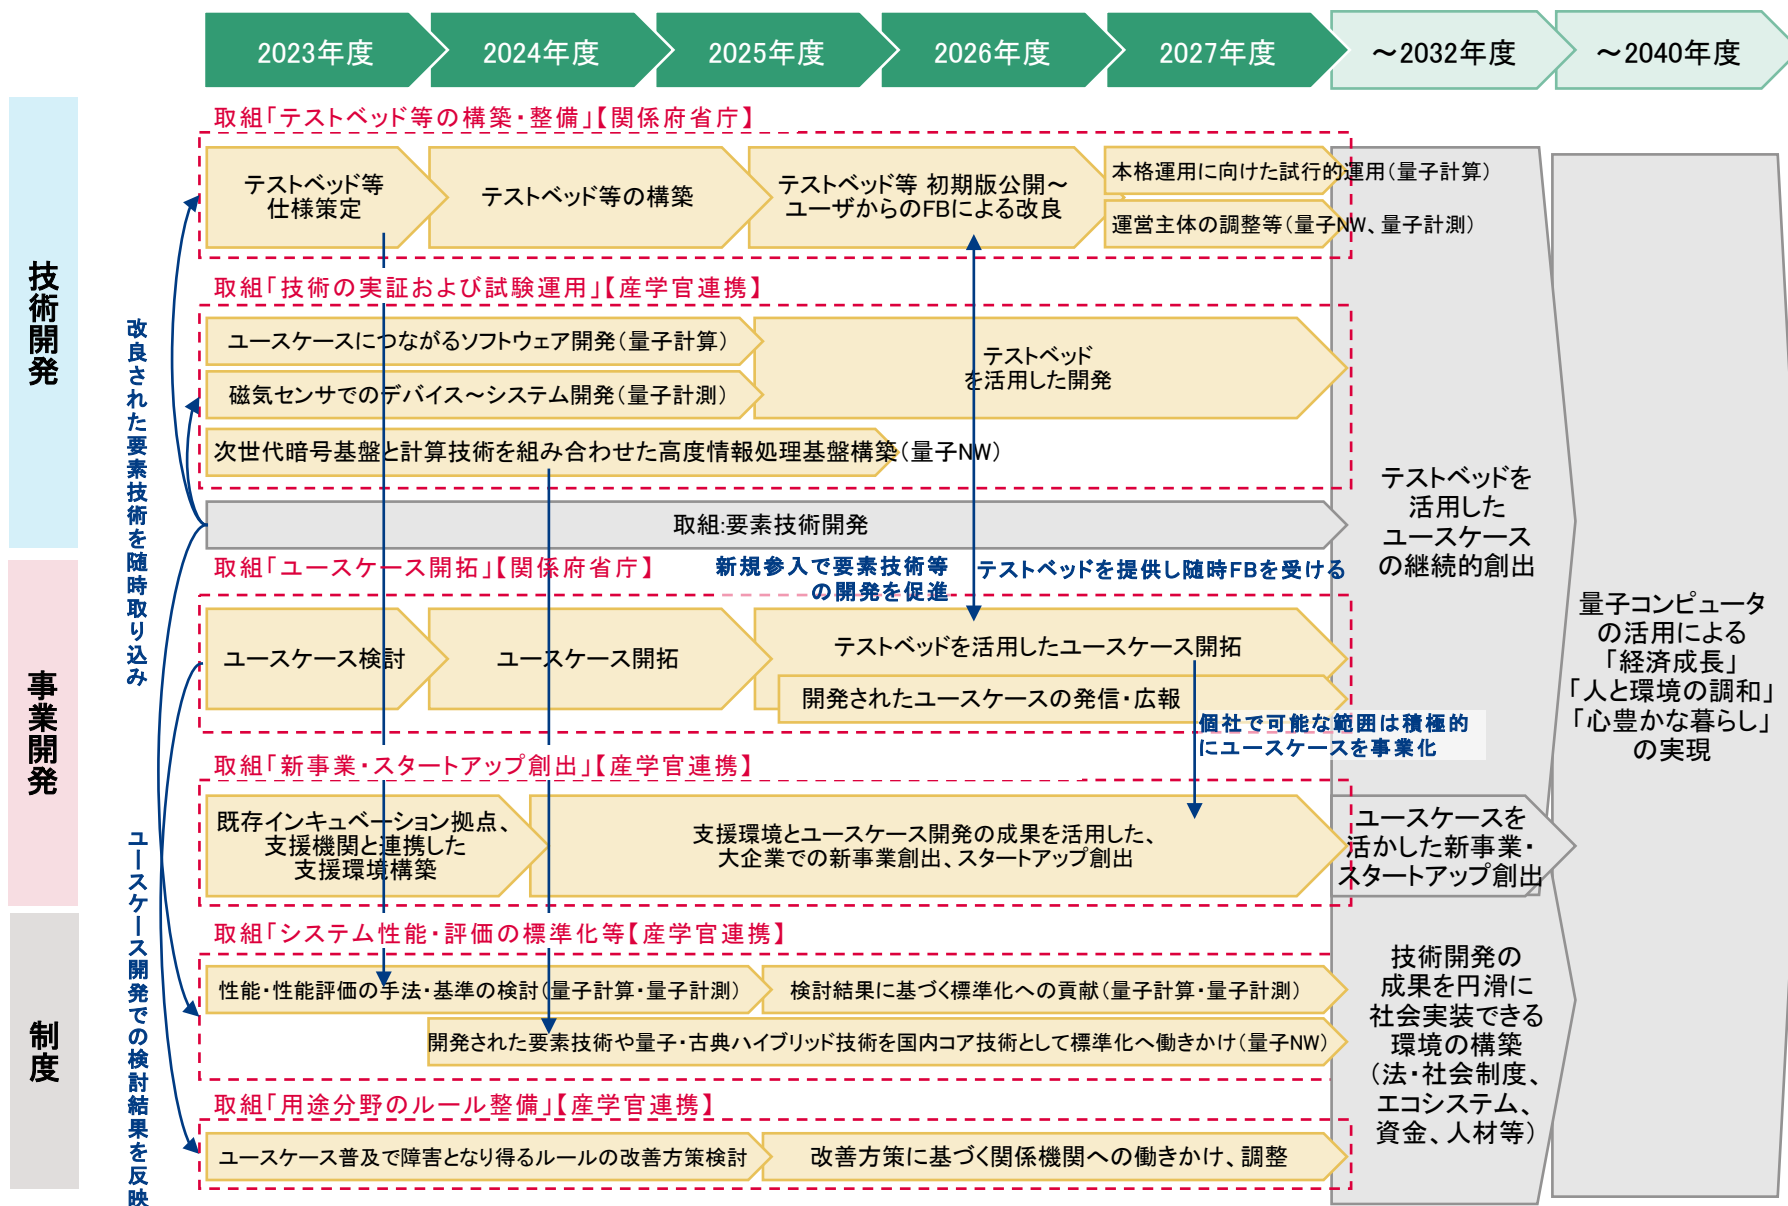 2023年度
2024年度
2025年度
2026年度
2027年度
～2032年度
～2040年度
技術開発
事業開発
制度
改良された要素技術を随時取り込み
ユースケース開発での検討結果を反映
取組「テストベッド等の構築・整備」【関係府省庁】
テストベッド等
仕様策定
テストベッド等の構築
テストベッド等 初期版公開～
ユーザからのFBによる改良
本格運用に向けた試行的運用（量子計算）
運営主体の調整等（量子NW、量子計測）
取組「技術の実証および試験運用」【産学官連携】
ユースケースにつながるソフトウェア開発（量子計算）
磁気センサでのデバイス～システム開発（量子計測）
次世代暗号基盤と計算技術を組み合わせた高度情報処理基盤構築（量子NW）
テストベッド
を活用した開発
取組:要素技術開発
取組「ユースケース開拓」【関係府省庁】
新規参入で要素技術等
の開発を促進
テストベッドを提供し随時FBを受ける
ユースケース検討
ユースケース開拓
テストベッドを活用したユースケース開拓
開発されたユースケースの発信・広報
個社で可能な範囲は積極的
にユースケースを事業化
取組「新事業・スタートアップ創出」【産学官連携】
既存インキュベーション拠点、
支援機関と連携した
支援環境構築
支援環境とユースケース開発の成果を活用した、
大企業での新事業創出、スタートアップ創出
取組「システム性能・評価の標準化等【産学官連携】
性能・性能評価の手法・基準の検討（量子計算・量子計測）
検討結果に基づく標準化への貢献（量子計算・量子計測）
開発された要素技術や量子・古典ハイブリッド技術を国内コア技術として標準化へ働きかけ（量子NW）
取組「用途分野のルール整備」【産学官連携】
ユースケース普及で障害となり得るルールの改善方策検討
改善方策に基づく関係機関への働きかけ、調整
テストベッドを
活用した
ユースケース
の継続的創出
ユースケースを
活かした新事業・
スタートアップ創出
技術開発の
成果を円滑に
社会実装できる
環境の構築
（法・社会制度、
エコシステム、
資金、人材等）
量子コンピュータ
の活用による
「経済成長」
「人と環境の調和」
「心豊かな暮らし」
の実現